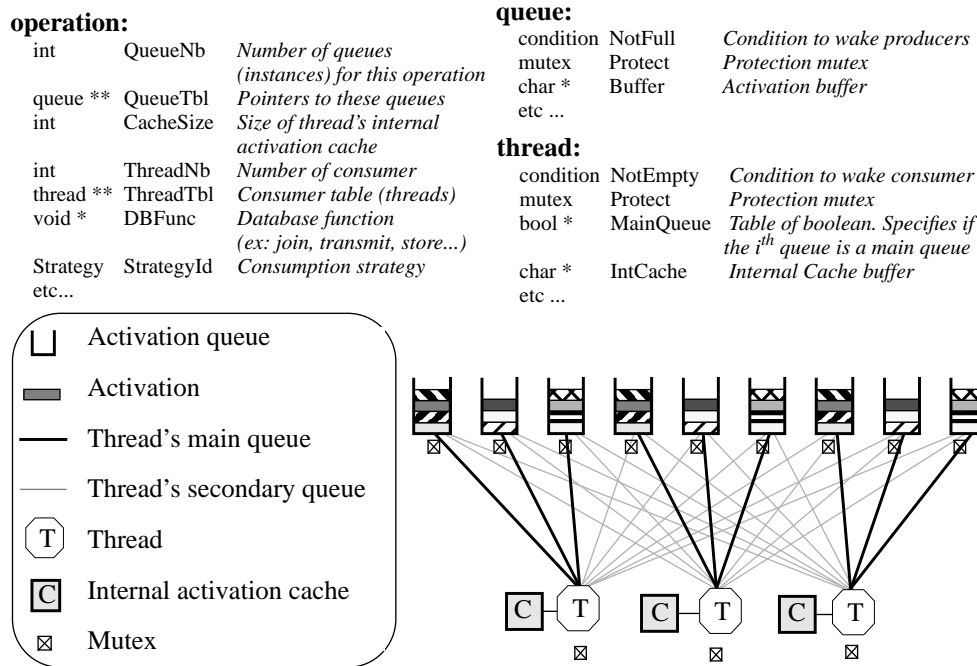 operation:
int QueueNb Number of queues
(instances) for this operation
queue ** QueueTbl Pointers to these queues
int CacheSize Size of thread's internal
activation cache
int ThreadNb Number of consumer
thread ** ThreadTbl Consumer table (threads)
void * DBFunc Database function
(ex: join, transmit, store...)
Strategy StrategyId Consumption strategy
etc...
queue:
condition NotFull Condition to wake producers
mutex Protect Protection mutex
char * Buffer Activation buffer
etc ...
thread:
condition NotEmpty Condition to wake consumer
mutex Protect Protection mutex
bool * MainQueue Table of boolean. Specifies if
the i^th queue is a main queue
char * IntCache Internal Cache buffer
etc ...
Activation queue
Activation
Thread's main queue
Thread's secondary queue
T Thread
C Internal activation cache
Mutex
C T C T C T